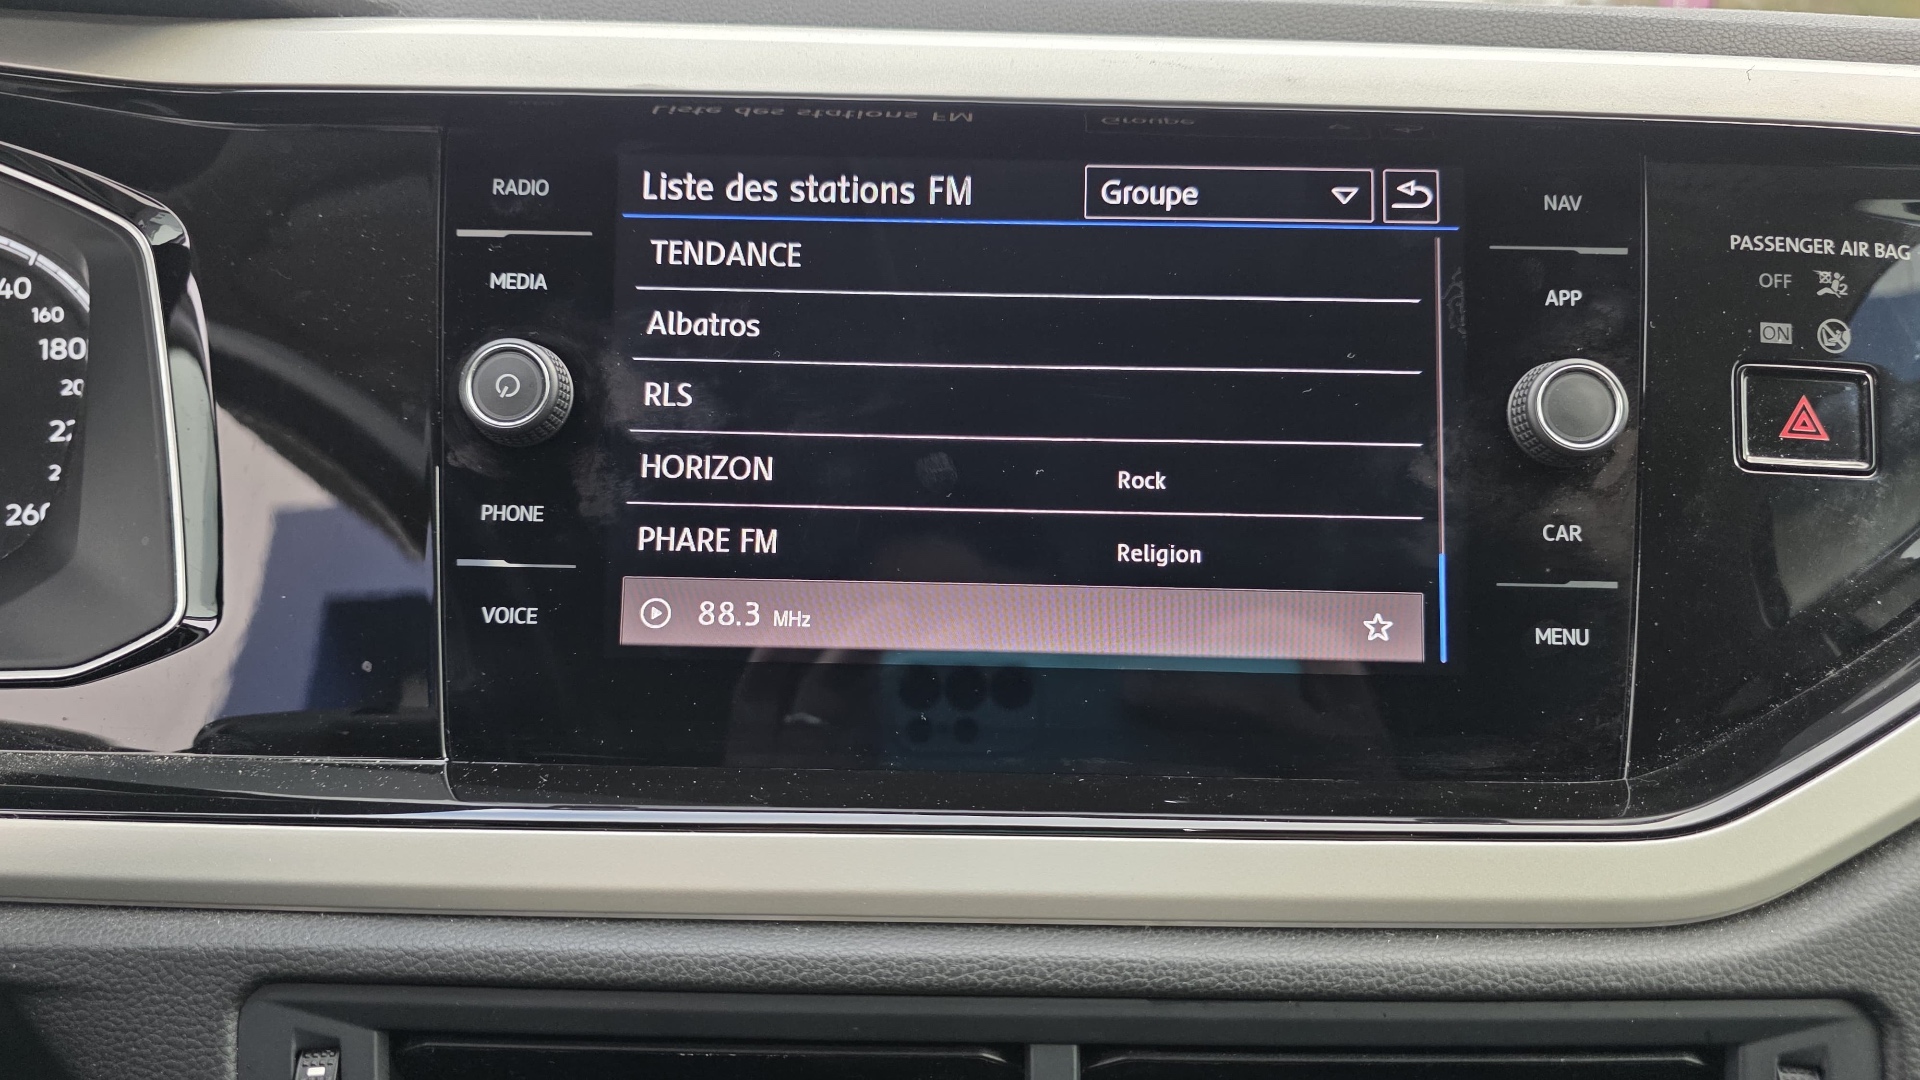 40
160
180
260
RADIO
MEDIA
PHONE
VOICE
Liste des stations FM
Groupe
TENDANCE
Albatros
RLS
HORIZON Rock
PHARE FM Religion
88.3 MHz
NAV
APP
CAR
MENU
PASSENGER AIR BAG
OFF
ON